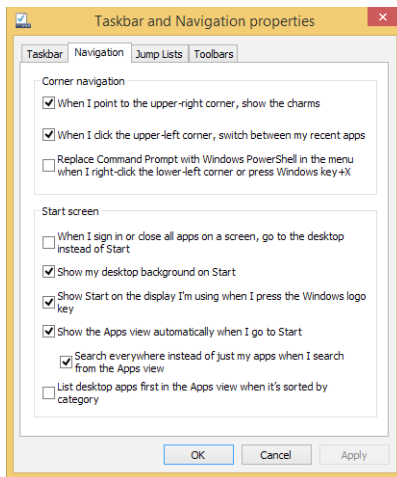 Taskbar and Navigation properties
Taskbar Navigation Jump Lists Toolbars
Corner navigation
When I point to the upper-right corner, show the charms
When I click the upper-left corner, switch between my recent apps
Replace Command Prompt with Windows PowerShell in the menu
when I right-click the lower-left corner or press Windows key+X
Start screen
When I sign in or close all apps on a screen, go to the desktop
instead of Start
Show my desktop background on Start
Show Start on the display I'm using when I press the Windows logo
key
Show the Apps view automatically when I go to Start
Search everywhere instead of just my apps when I search
from the Apps view
List desktop apps first in the Apps view when it's sorted by
category
OK Cancel Apply